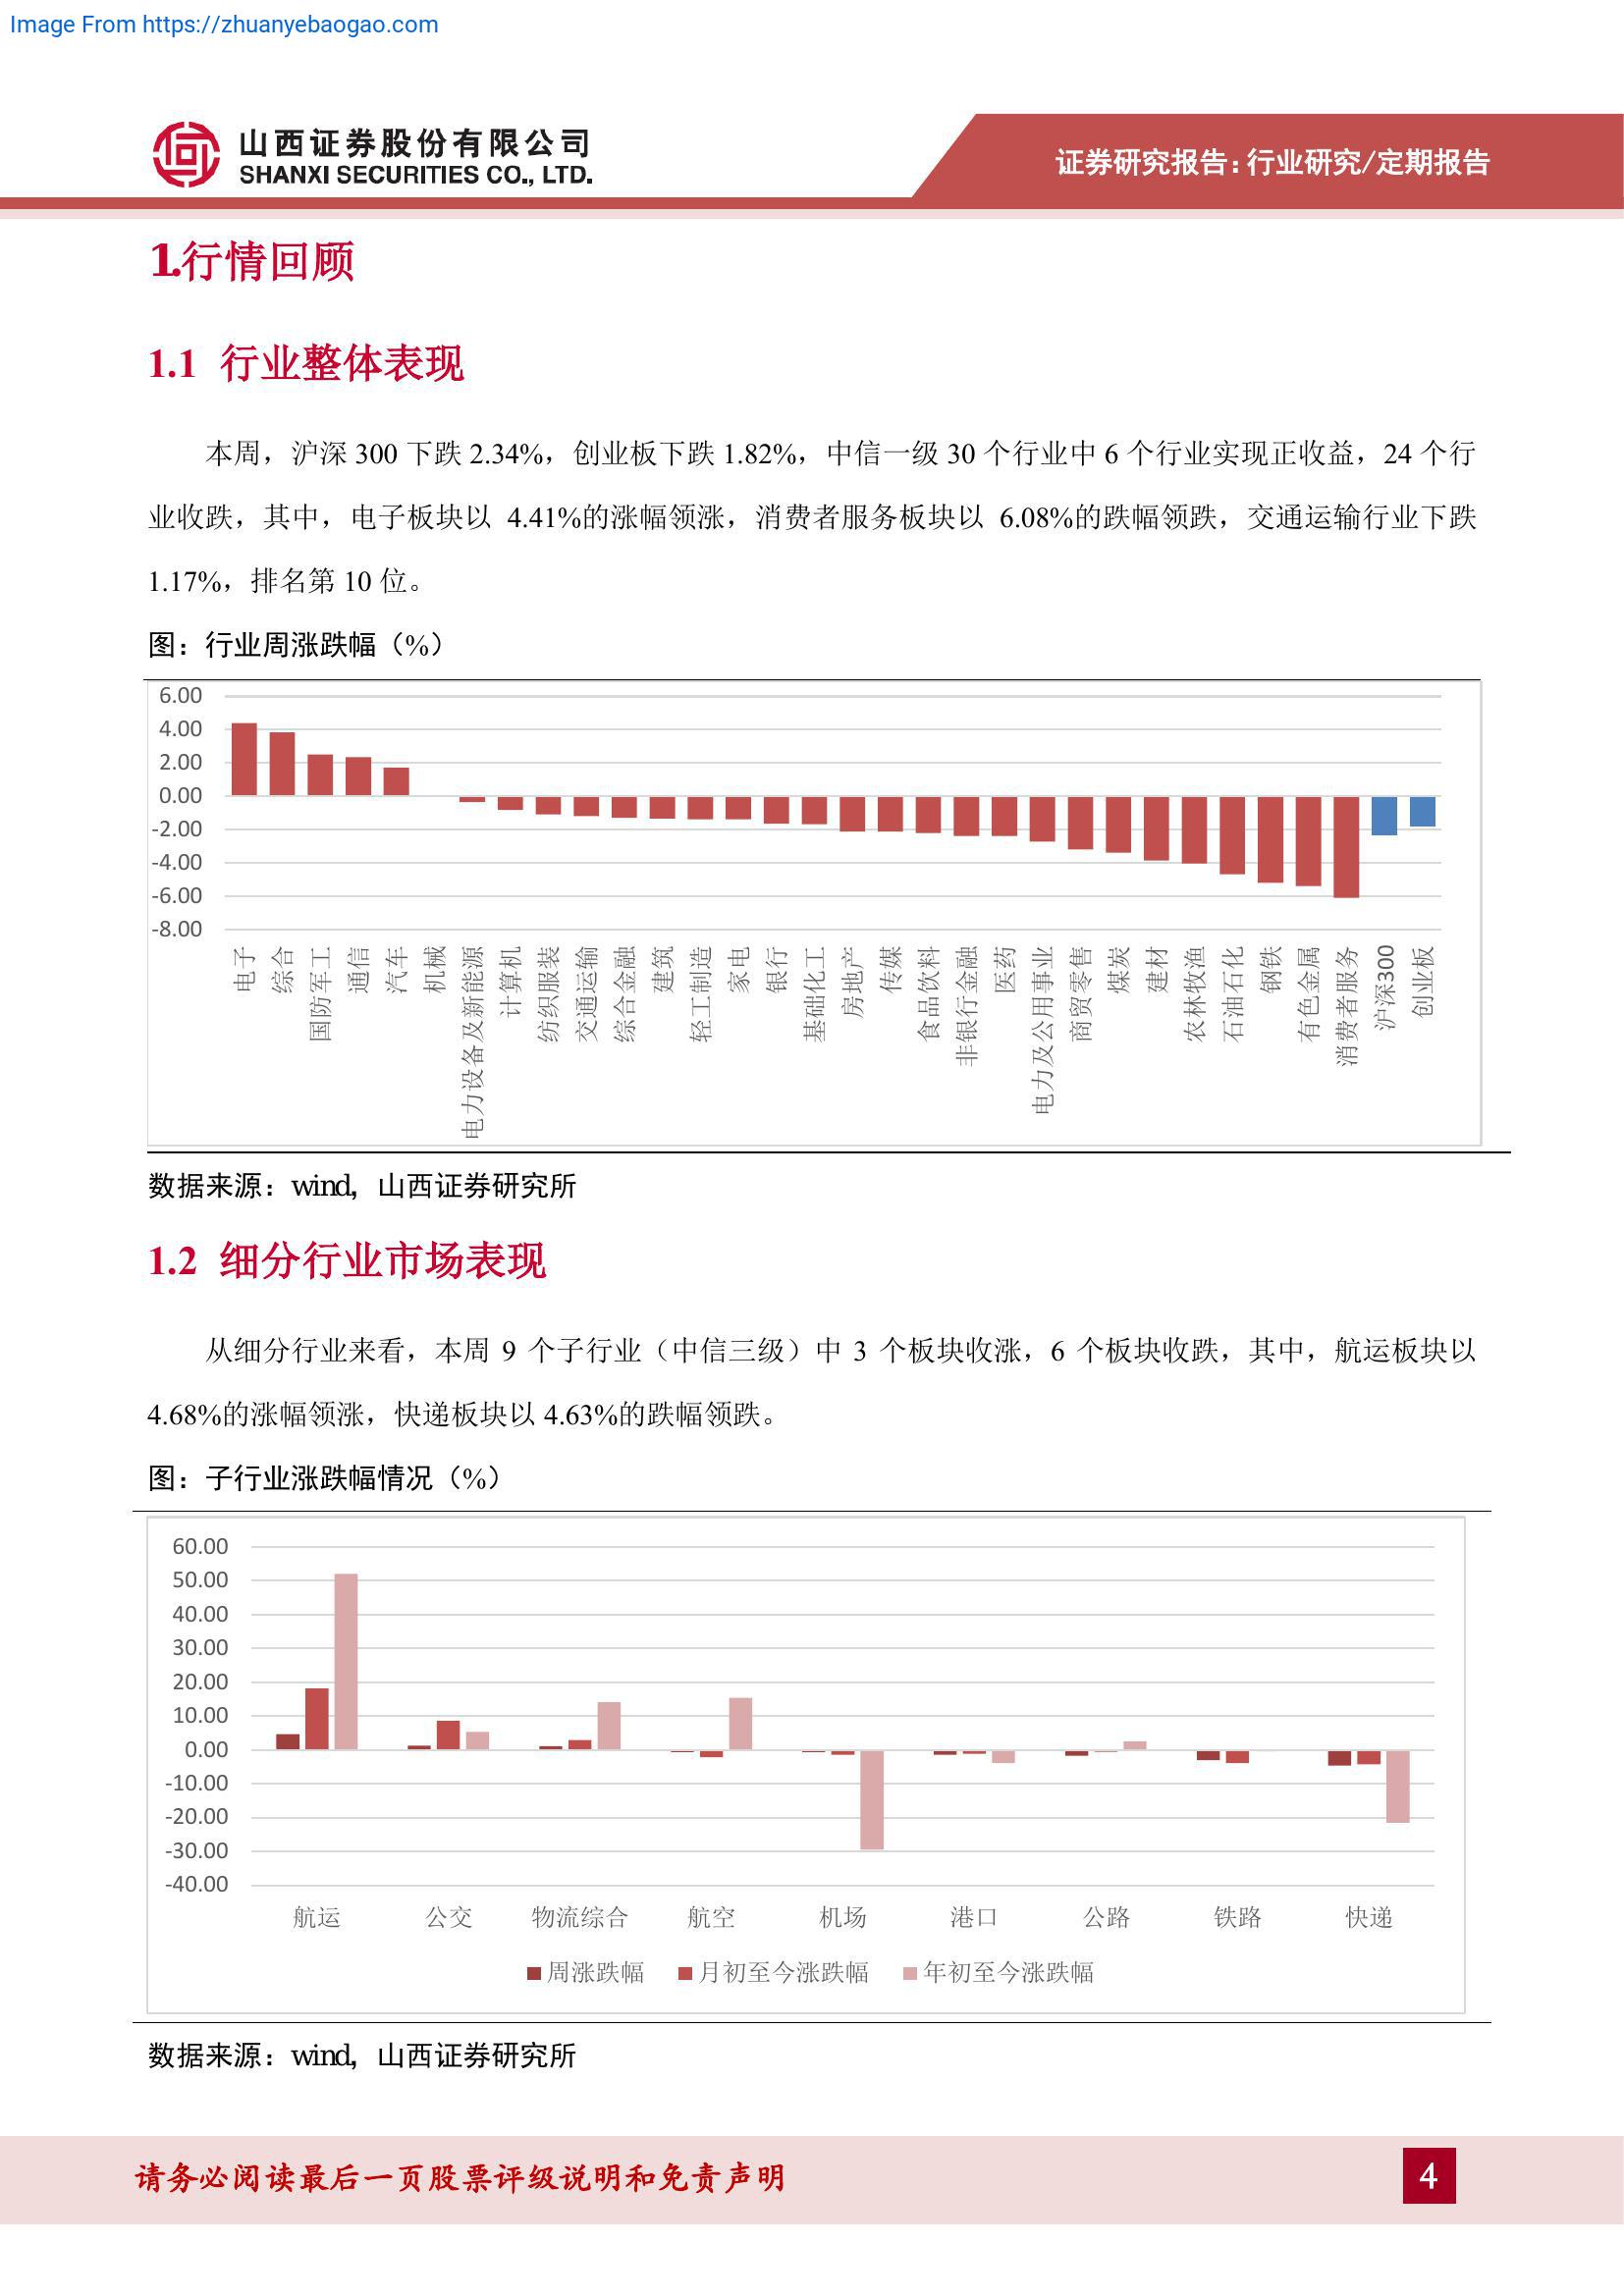 Image From https://zhuanyebaogao.com
山西证券股份有限公司
SHANXI SECURITIES CO., LTD.
证券研究报告:行业研究/定期报告
1.行情回顾
1.1 行业整体表现
本周，沪深 300 下跌 2.34%，创业板下跌 1.82%，中信一级 30 个行业中 6 个行业实现正收益，24 个行
业收跌，其中，电子板块以 4.41%的涨幅领涨，消费者服务板块以 6.08%的跌幅领跌，交通运输行业下跌
1.17%，排名第 10 位。
图：行业周涨跌幅（%）
6.00
4.00
2.00
0.00
-2.00
-4.00
-6.00
-8.00
电子
综合
国防军工
通信
汽车
机械
电力设备及新能源
计算机
纺织服装
交通运输
综合金融
建筑
轻工制造
家电
银行
基础化工
房地产
传媒
食品饮料
非银行金融
医药
电力及公用事业
商贸零售
煤炭
建材
农林牧渔
石油石化
钢铁
有色金属
消费者服务
沪深300
创业板
数据来源：wind，山西证券研究所
1.2 细分行业市场表现
从细分行业来看，本周 9 个子行业（中信三级）中 3 个板块收涨，6 个板块收跌，其中，航运板块以
4.68%的涨幅领涨，快递板块以 4.63%的跌幅领跌。
图：子行业涨跌幅情况（%）
60.00
50.00
40.00
30.00
20.00
10.00
0.00
-10.00
-20.00
-30.00
-40.00
航运 公交 物流综合 航空 机场 港口 公路 铁路 快递
周涨跌幅 月初至今涨跌幅 年初至今涨跌幅
数据来源：wind，山西证券研究所
请务必阅读最后一页股票评级说明和免责声明
4